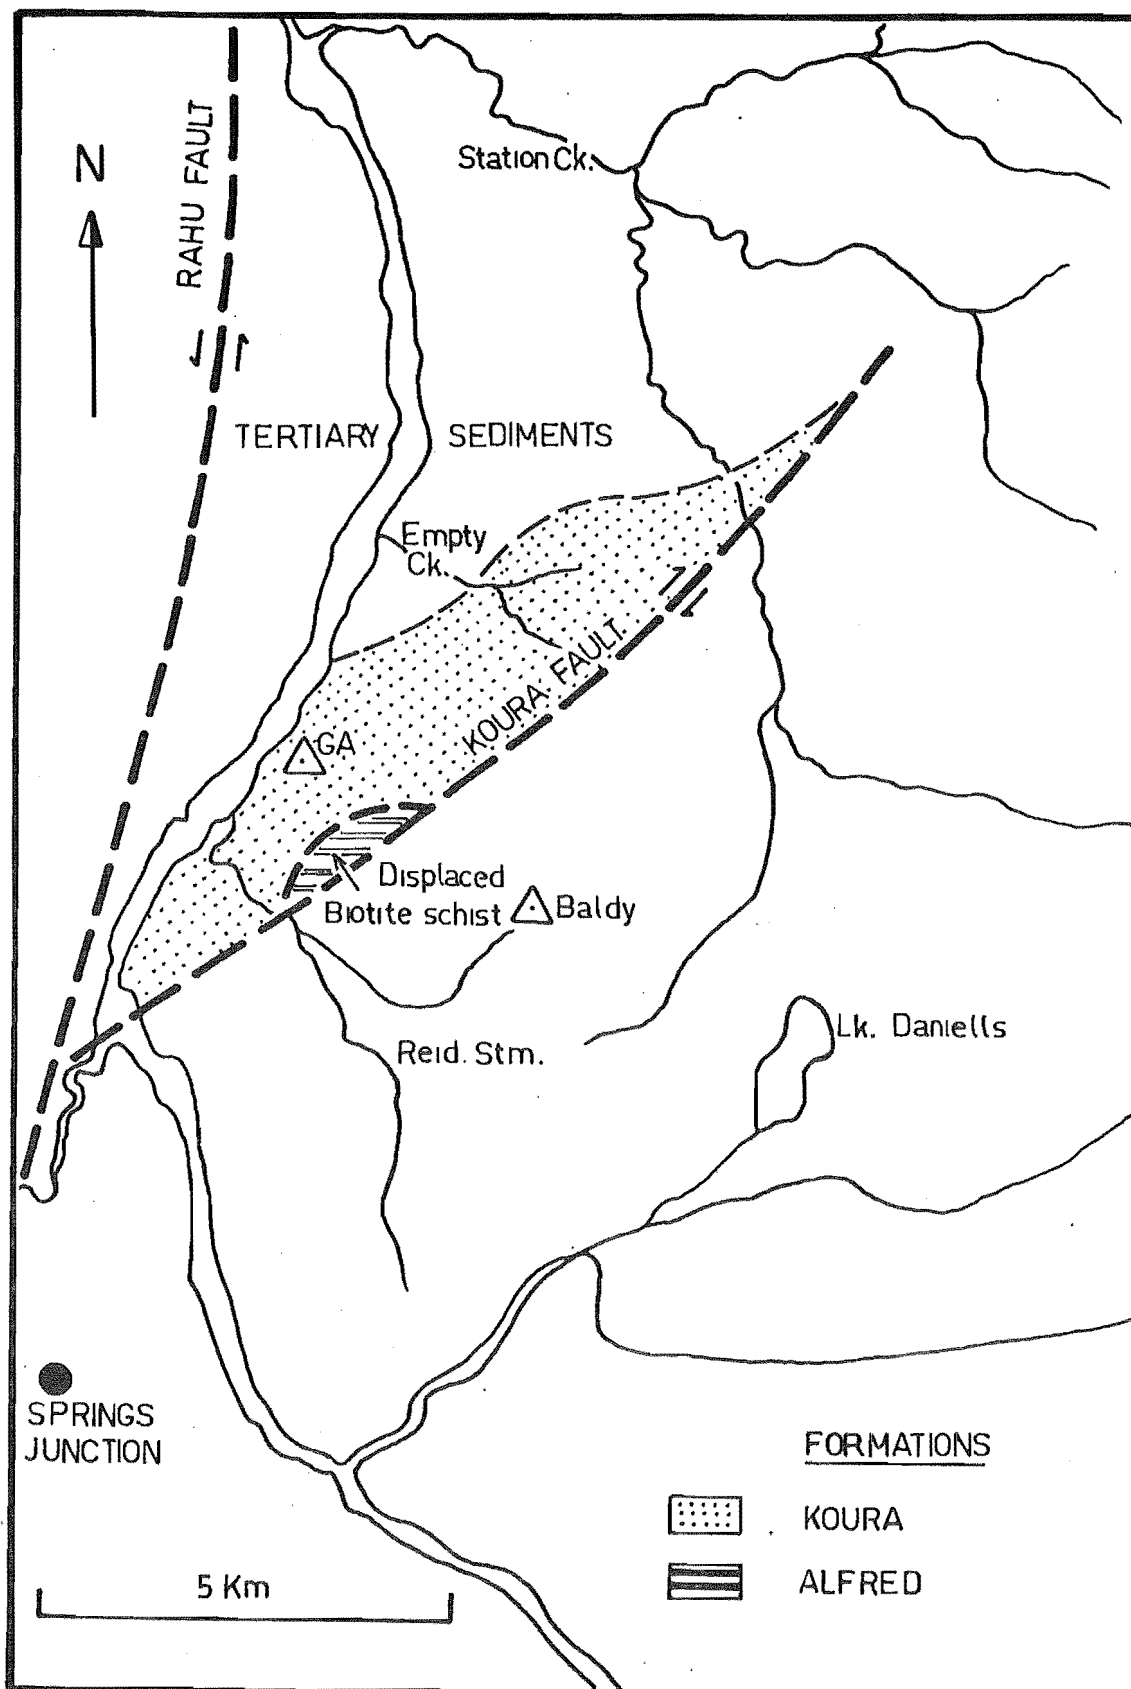 N
RAHU FAULT
Station Ck.
TERTIARY SEDIMENTS
Empty
Ck.
KOURA FAULT
GA
Displaced
Biotite schist
Baldy
Reid. Stm.
Lk. Daniells
SPRINGS
JUNCTION
5 Km
FORMATIONS
KOURA
ALFRED